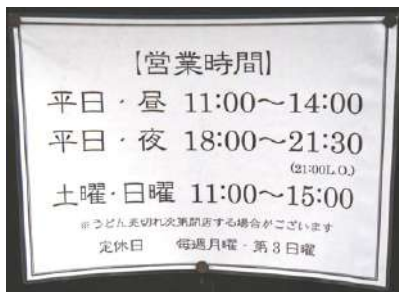 【営業時間】
平日・昼 11:00〜14:00
平日・夜 18:00〜21:30
(21:00L.O.)
土曜・日曜 11:00〜15:00
※うどん売切れ次第閉店する場合がございます
定休日 毎週月曜・第3日曜